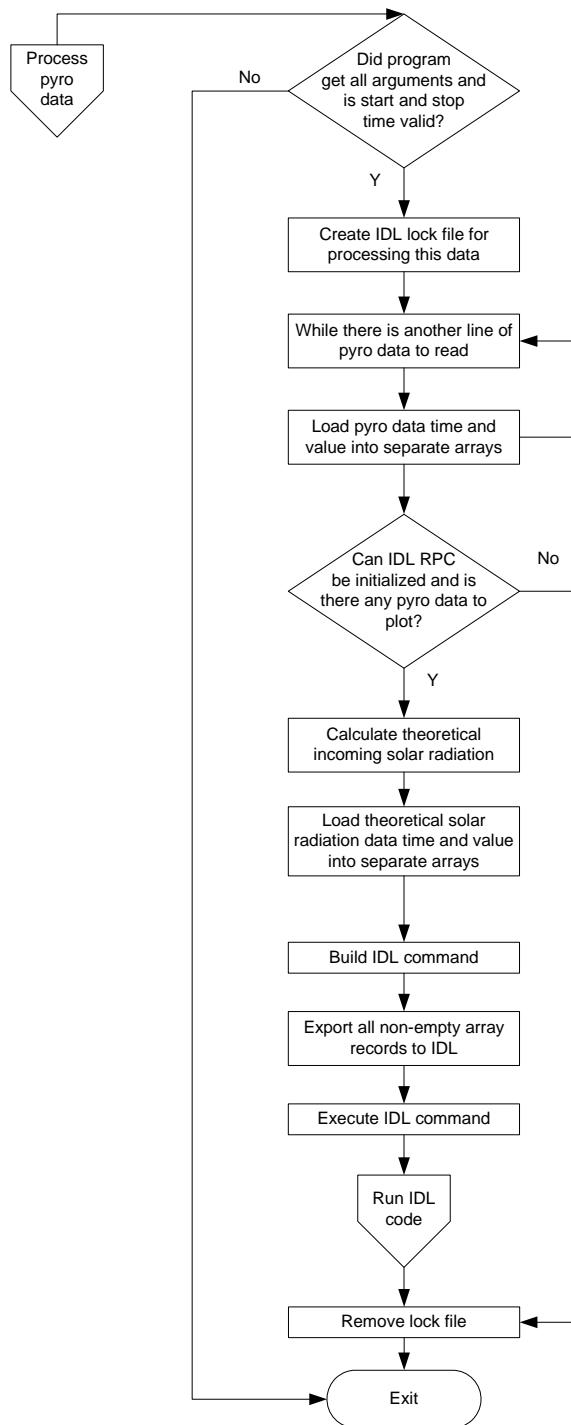 Process
pyro
data
Did program
get all arguments and
is start and stop
time valid?
No
Y
Create IDL lock file for
processing this data
While there is another line of
pyro data to read
Load pyro data time and
value into separate arrays
Can IDL RPC
be initialized and is
there any pyro data to
plot?
No
Y
Calculate theoretical
incoming solar radiation
Load theoretical solar
radiation data time and value
into separate arrays
Build IDL command
Export all non-empty array
records to IDL
Execute IDL command
Run IDL
code
Remove lock file
Exit